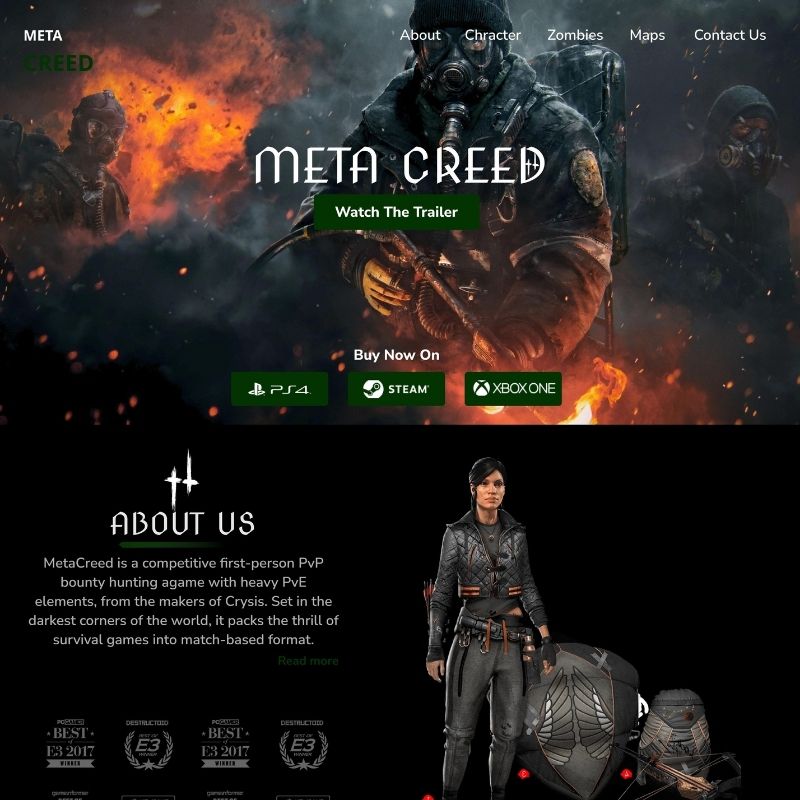 META
CREED
About Chracter Zombies Maps Contact Us
META CREED
Watch The Trailer
Buy Now On
PS4
STEAM
XBOX ONE
ABOUT US
MetaCreed is a competitive first-person PvP
bounty hunting agame with heavy PvE
elements, from the makers of Crysis. Set in the
darkest corners of the world, it packs the thrill of
survival games into match-based format.
Read more
PC GAMER
BEST
of
E3 2017
WINNER
DESTRUCTOID
BEST OF
E3
WINNER
PC GAMER
BEST
of
E3 2017
WINNER
DESTRUCTOID
BEST OF
E3
WINNER
gameinformer
gameinformer